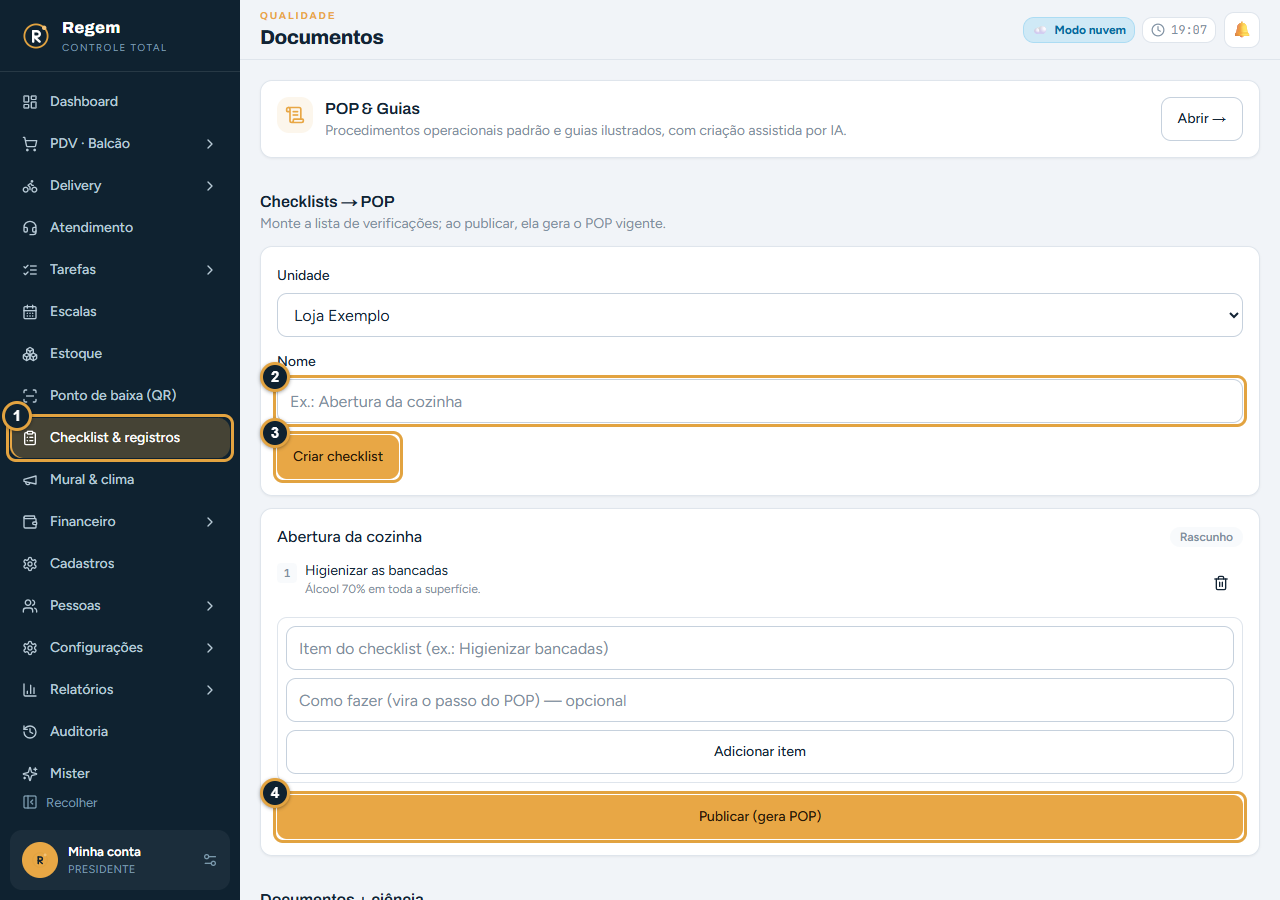 Regem
CONTROLE TOTAL
Dashboard
PDV · Balcão
Delivery
Atendimento
Tarefas
Escalas
Estoque
Ponto de baixa (QR)
1
Checklist & registros
Mural & clima
Financeiro
Cadastros
Pessoas
Configurações
Relatórios
Auditoria
Mister
Recolher
R
Minha conta
PRESIDENTE
QUALIDADE
Documentos
Modo nuvem
19:07
POP & Guias
Procedimentos operacionais padrão e guias ilustrados, com criação assistida por IA.
Abrir →
Checklists → POP
Monte a lista de verificações; ao publicar, ela gera o POP vigente.
Unidade
Loja Exemplo
Nome
2
Ex.: Abertura da cozinha
3
Criar checklist
Abertura da cozinha
Rascunho
1
Higienizar as bancadas
Álcool 70% em toda a superfície.
Item do checklist (ex.: Higienizar bancadas)
Como fazer (vira o passo do POP) — opcional
Adicionar item
4
Publicar (gera POP)
Documentos + ciência